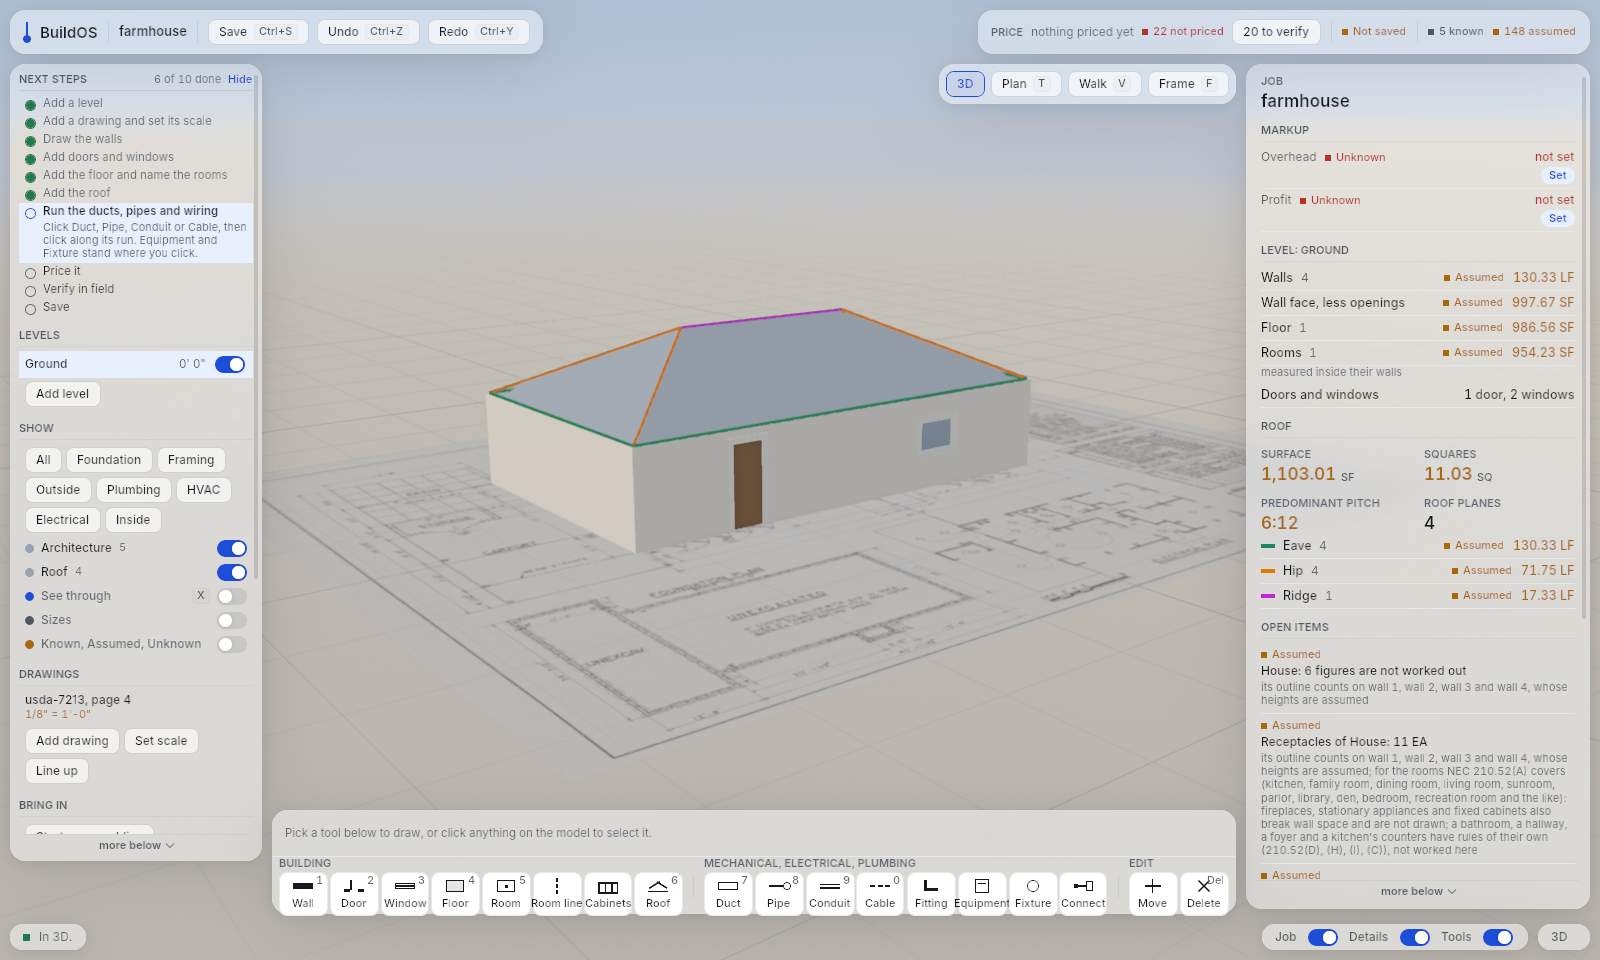 BuildOS
farmhouse
Save Ctrl+S
Undo Ctrl+Z
Redo Ctrl+Y
PRICE nothing priced yet 22 not priced 20 to verify Not saved 5 known 148 assumed
3D
Plan T
Walk V
Frame F
NEXT STEPS 6 of 10 done Hide
Add a level
Add a drawing and set its scale
Draw the walls
Add doors and windows
Add the floor and name the rooms
Add the roof
Run the ducts, pipes and wiring
Click Duct, Pipe, Conduit or Cable, then
click along its run. Equipment and
Fixture stand where you click.
Price it
Verify in field
Save
LEVELS
Ground 0' 0"
Add level
SHOW
All Foundation Framing
Outside Plumbing HVAC
Electrical Inside
Architecture 5
Roof 4
See through X
Sizes
Known, Assumed, Unknown
DRAWINGS
usda-7213, page 4
1/8" = 1'-0"
Add drawing Set scale
Line up
BRING IN
more below
JOB
farmhouse
MARKUP
Overhead Unknown not set
Set
Profit Unknown not set
Set
LEVEL: GROUND
Walls 4 Assumed 130.33 LF
Wall face, less openings Assumed 997.67 SF
Floor 1 Assumed 986.56 SF
Rooms 1 Assumed 954.23 SF
measured inside their walls
Doors and windows 1 door, 2 windows
ROOF
SURFACE SQUARES
1,103.01 SF 11.03 SQ
PREDOMINANT PITCH ROOF PLANES
6:12 4
Eave 4 Assumed 130.33 LF
Hip 4 Assumed 71.75 LF
Ridge 1 Assumed 17.33 LF
OPEN ITEMS
Assumed
House: 6 figures are not worked out
its outline counts on wall 1, wall 2, wall 3 and wall 4, whose
heights are assumed
Assumed
Receptacles of House: 11 EA
its outline counts on wall 1, wall 2, wall 3 and wall 4, whose
heights are assumed; for the rooms NEC 210.52(A) covers
(kitchen, family room, dining room, living room, sunroom,
parlor, library, den, bedroom, recreation room and the like):
fireplaces, stationary appliances and fixed cabinets also
break wall space and are not drawn; a bathroom, a hallway,
a foyer and a kitchen's counters have rules of their own
(210.52(D), (H), (I), (C)), not worked here
Assumed
more below
UNEXCAVATED
Pick a tool below to draw, or click anything on the model to select it.
BUILDING MECHANICAL, ELECTRICAL, PLUMBING EDIT
1 2 3 4 5 6 7 8 9 0 Del
Wall Door Window Floor Room Room line Cabinets Roof Duct Pipe Conduit Cable Fitting Equipment Fixture Connect Move Delete
In 3D.
Job Details Tools 3D